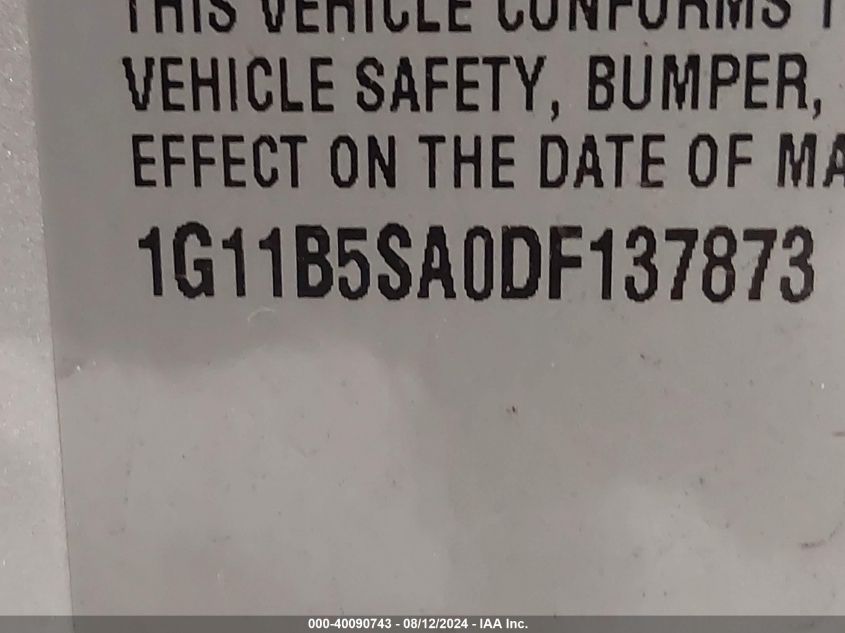 THIS VEHICLE CONFORMS T
VEHICLE SAFETY, BUMPER,
EFFECT ON THE DATE OF MA
1G11B5SA0DF137873
000-40090743 - 08/12/2024 - IAA Inc.